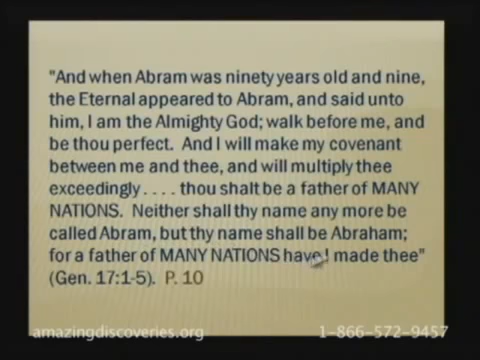 "And when Abram was ninety years old and nine,
the Eternal appeared to Abram, and said unto
him, I am the Almighty God; walk before me, and
be thou perfect. And I will make my covenant
between me and thee, and will multiply thee
exceedingly . . . . thou shalt be a father of MANY
NATIONS. Neither shall thy name any more be
called Abram, but thy name shall be Abraham;
for a father of MANY NATIONS have I made thee"
(Gen. 17:1-5). P. 10
amazingdiscoveries.org 1-866-572-9457